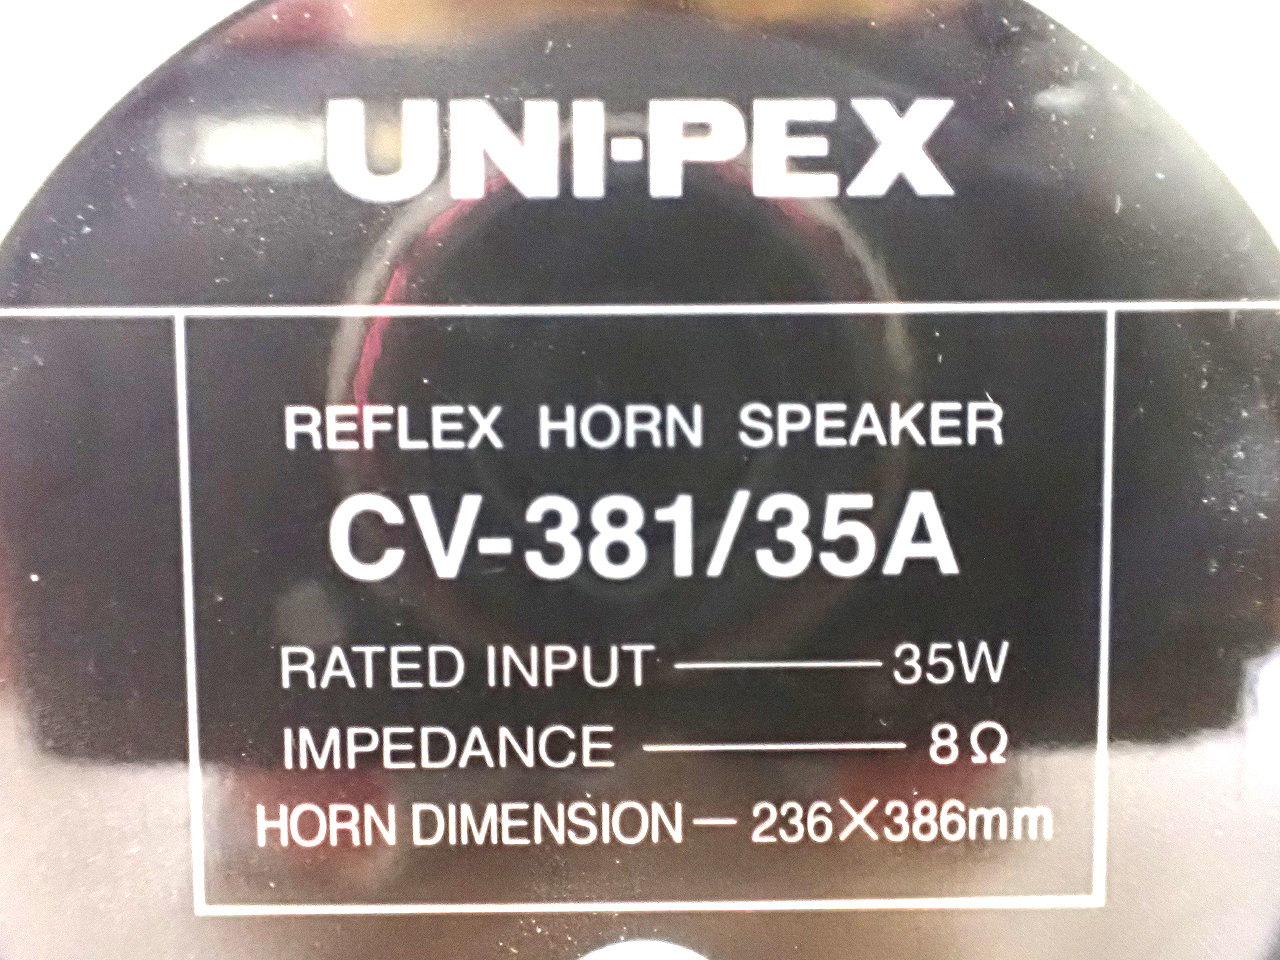 UNI-PEX
REFLEX HORN SPEAKER
CV-381/35A
RATED INPUT — 35W
IMPEDANCE — 8Ω
HORN DIMENSION — 236×386mm